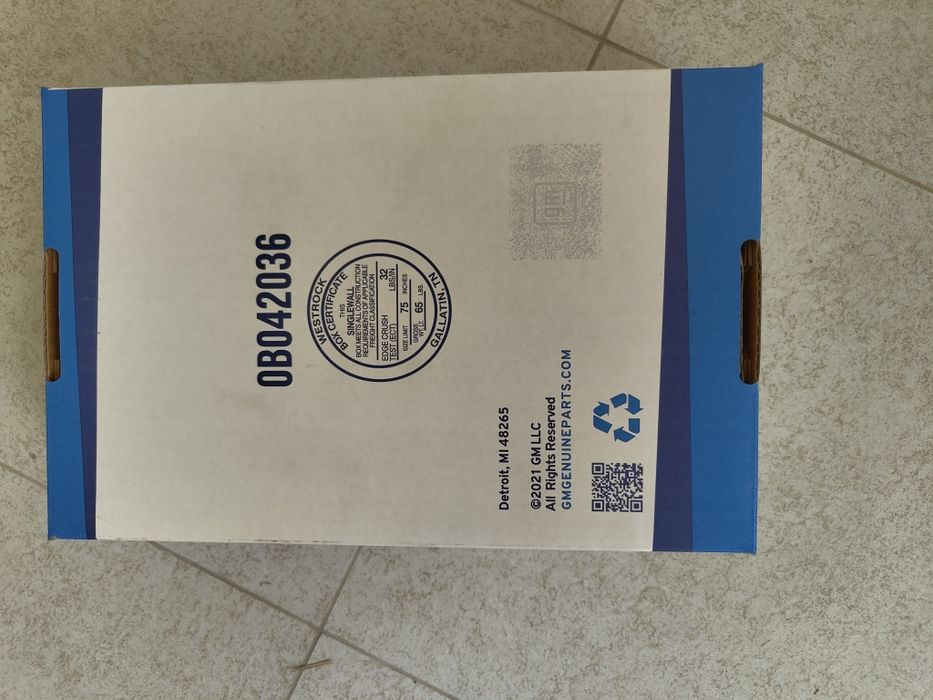 0B042036
WESTROCK
BOX CERTIFICATE
THIS
SINGLEWALL
BOX MEETS ALL CONSTRUCTION
REQUIREMENTS OF APPLICABLE
FREIGHT CLASSIFICATION
EDGE CRUSH
TEST (ECT) 32 LBS/IN
SIZE LIMIT 75 INCHES
GROSS
WT LT. 65 LBS.
GALLATIN, TN
gm
Detroit, MI 48265
©2021 GM LLC
All Rights Reserved
GMGENUINEPARTS.COM